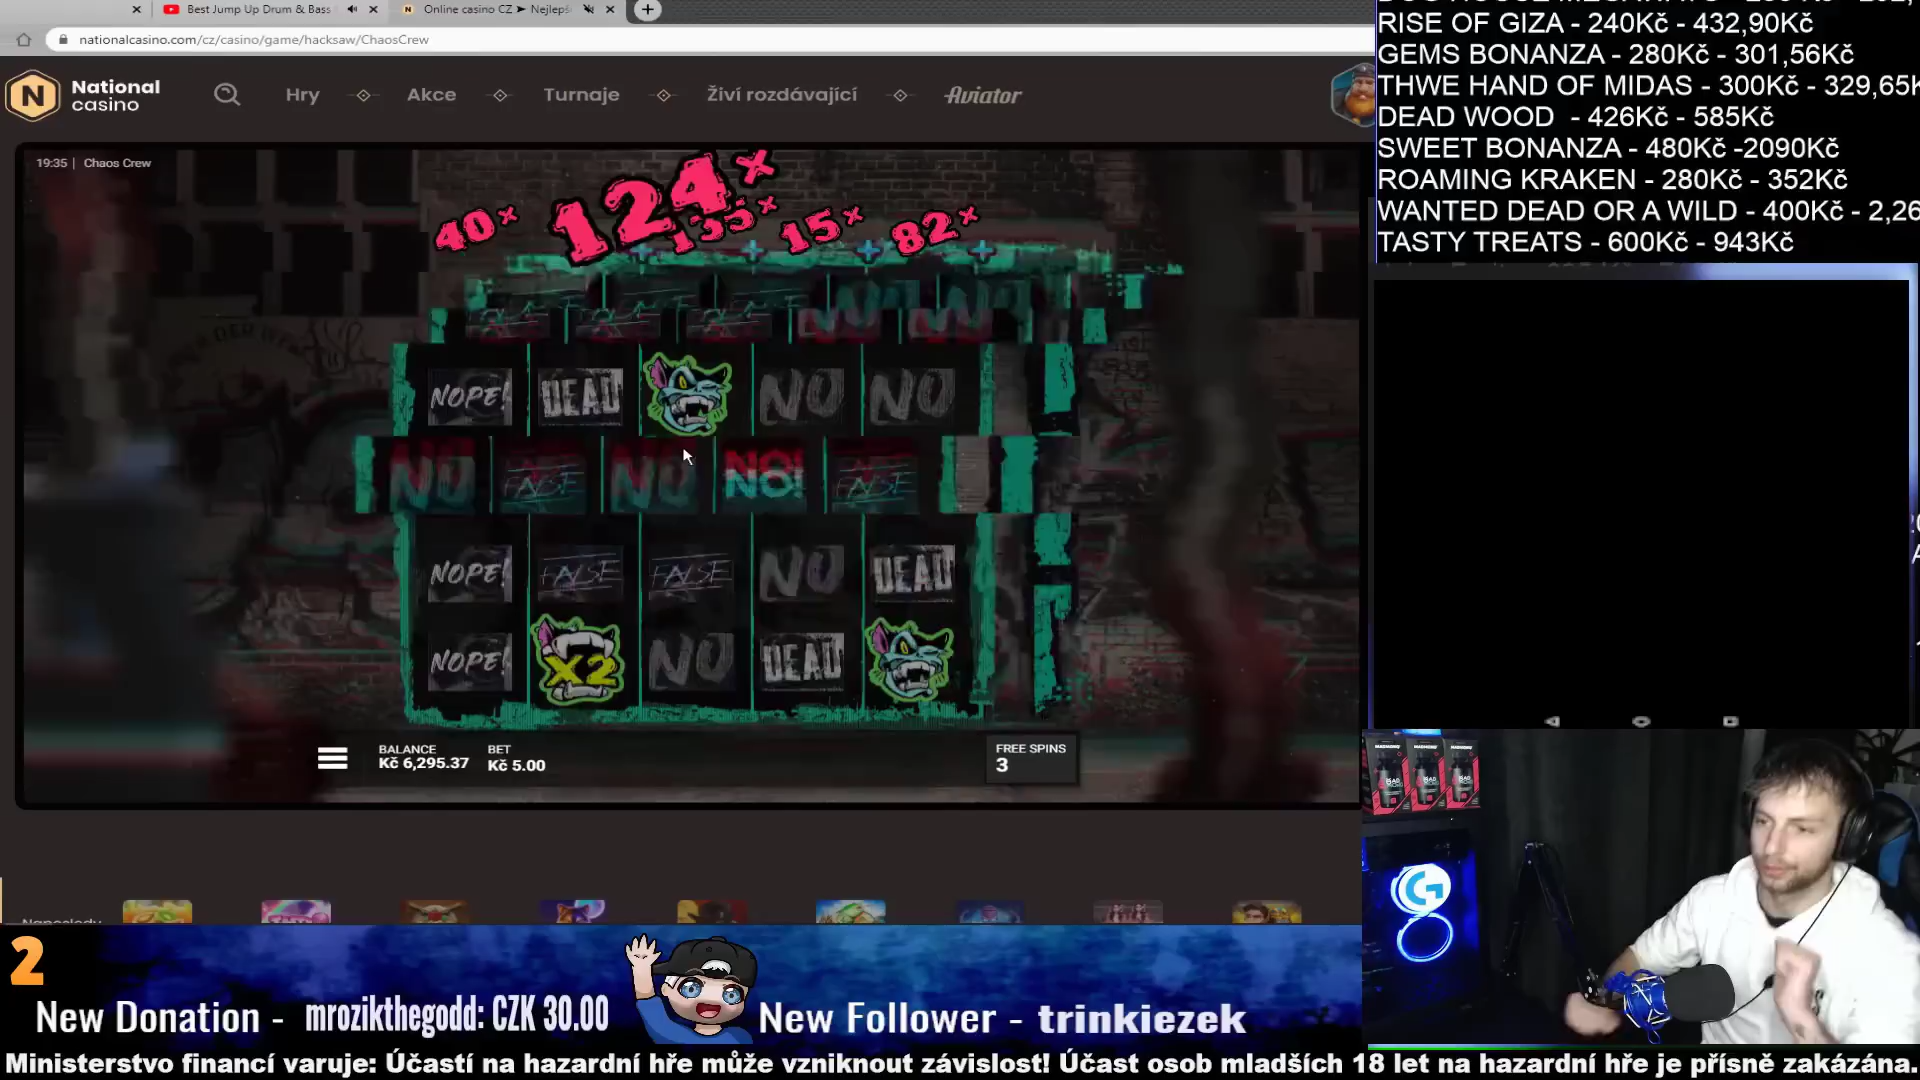 Best Jump Up Drum & Bass
Online casino CZ ► Nejlepš
nationalcasino.com/cz/casino/game/hacksaw/ChaosCrew
National
casino
N
Hry
Akce
Turnaje
Živí rozdávající
Aviator
19:35 | Chaos Crew
40x
124x
135x
15x
82x
NOPE! DEAD NO NO
NO FALSE NO NO! NO! FALSE
NOPE! FALSE FALSE NO DEAD
NOPE! X2 NO DEAD
BALANCE
Kč 6,295.37
BET
Kč 5.00
FREE SPINS
3
RISE OF GIZA - 240Kč - 432,90Kč
GEMS BONANZA - 280Kč - 301,56Kč
THWE HAND OF MIDAS - 300Kč - 329,65K
DEAD WOOD - 426Kč - 585Kč
SWEET BONANZA - 480Kč -2090Kč
ROAMING KRAKEN - 280Kč - 352Kč
WANTED DEAD OR A WILD - 400Kč - 2,26
TASTY TREATS - 600Kč - 943Kč
2
New Donation - mrozikthegodd: CZK 30.00
New Follower - trinkiezek
Ministerstvo financí varuje: Účastí na hazardní hře může vzniknout závislost! Účast osob mladších 18 let na hazardní hře je přísně zakázána.